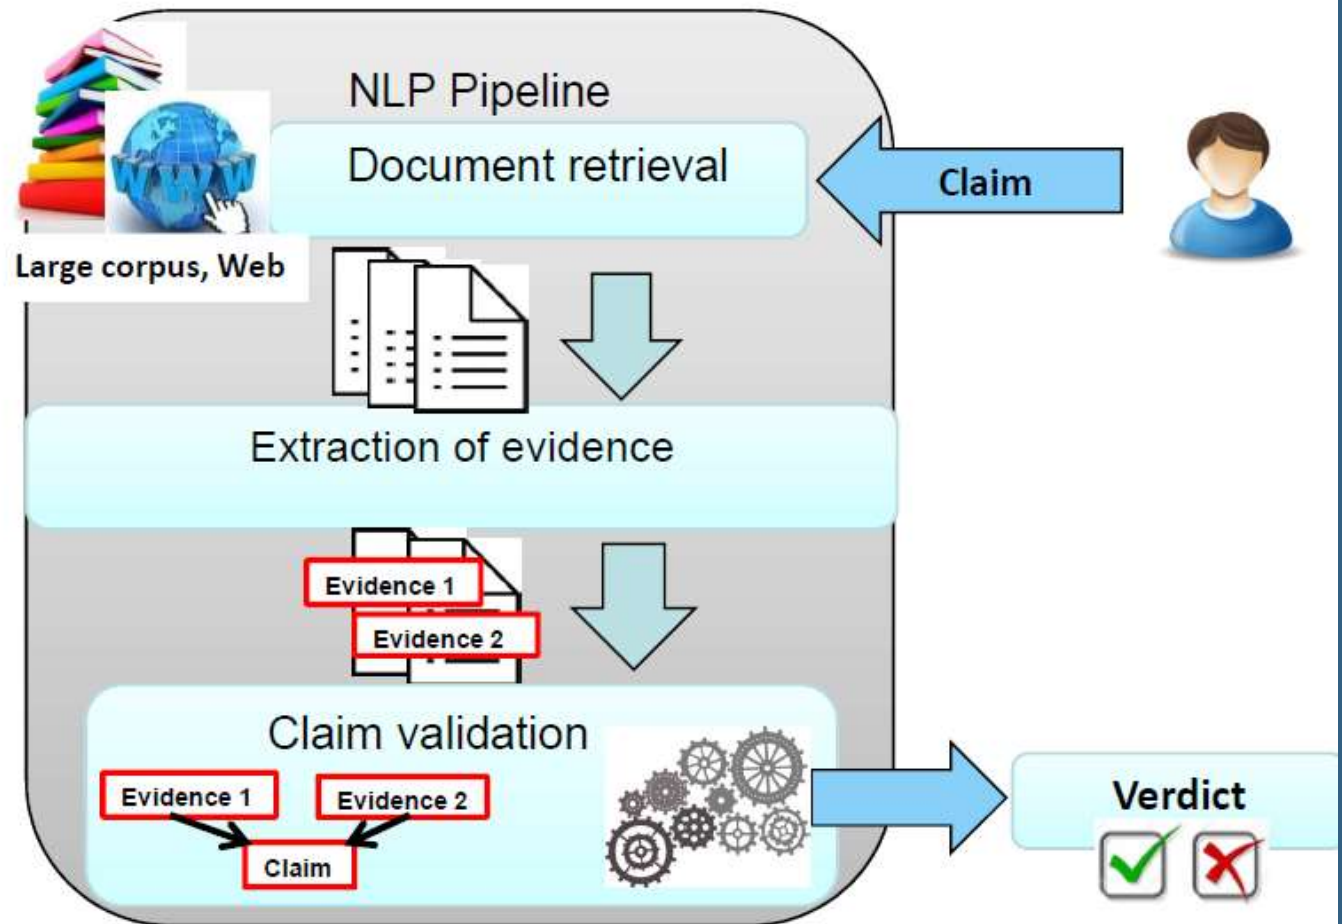 NLP Pipeline
Document retrieval
Claim
WWW
Large corpus, Web
Extraction of evidence
Evidence 1
Evidence 2
Claim validation
Evidence 1
Evidence 2
Claim
Verdict